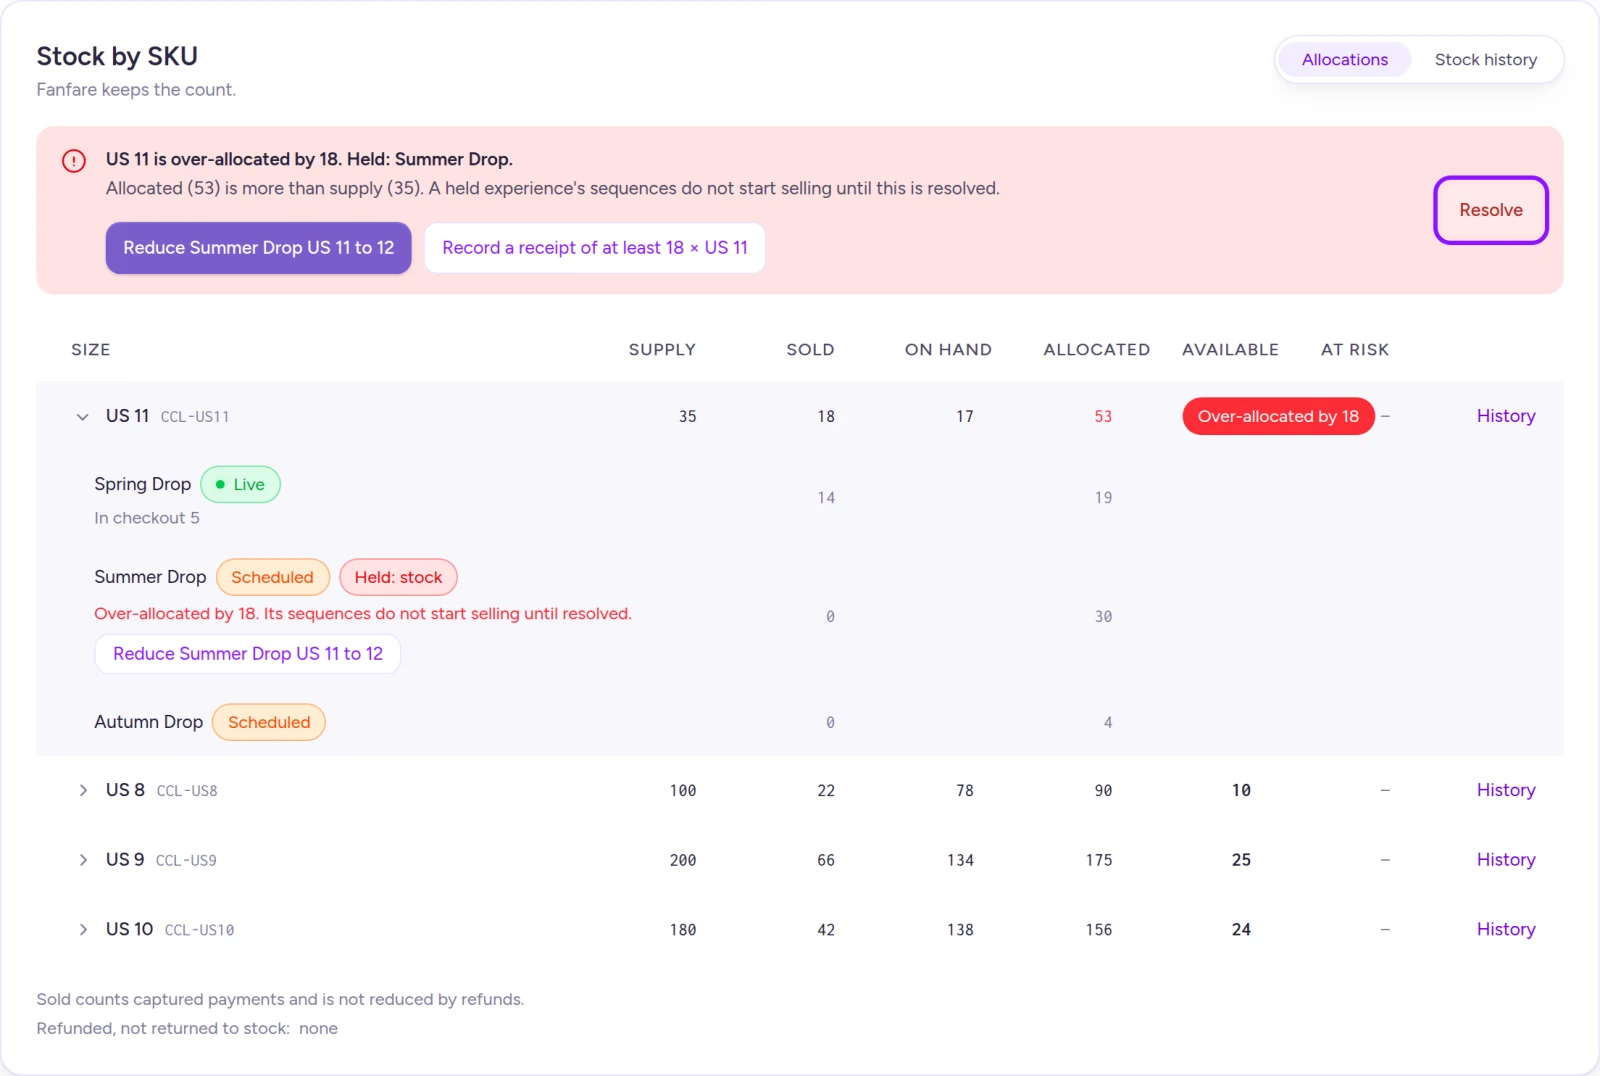 Stock by SKU
Fanfare keeps the count.
Allocations
Stock history
US 11 is over-allocated by 18. Held: Summer Drop.
Allocated (53) is more than supply (35). A held experience's sequences do not start selling until this is resolved.
Reduce Summer Drop US 11 to 12
Record a receipt of at least 18 × US 11
Resolve
SIZE SUPPLY SOLD ON HAND ALLOCATED AVAILABLE AT RISK
US 11 CCL-US11 35 18 17 53 Over-allocated by 18 – History
Spring Drop Live 14 19
In checkout 5
Summer Drop Scheduled Held: stock
Over-allocated by 18. Its sequences do not start selling until resolved. 0 30
Reduce Summer Drop US 11 to 12
Autumn Drop Scheduled 0 4
US 8 CCL-US8 100 22 78 90 10 – History
US 9 CCL-US9 200 66 134 175 25 – History
US 10 CCL-US10 180 42 138 156 24 – History
Sold counts captured payments and is not reduced by refunds.
Refunded, not returned to stock: none